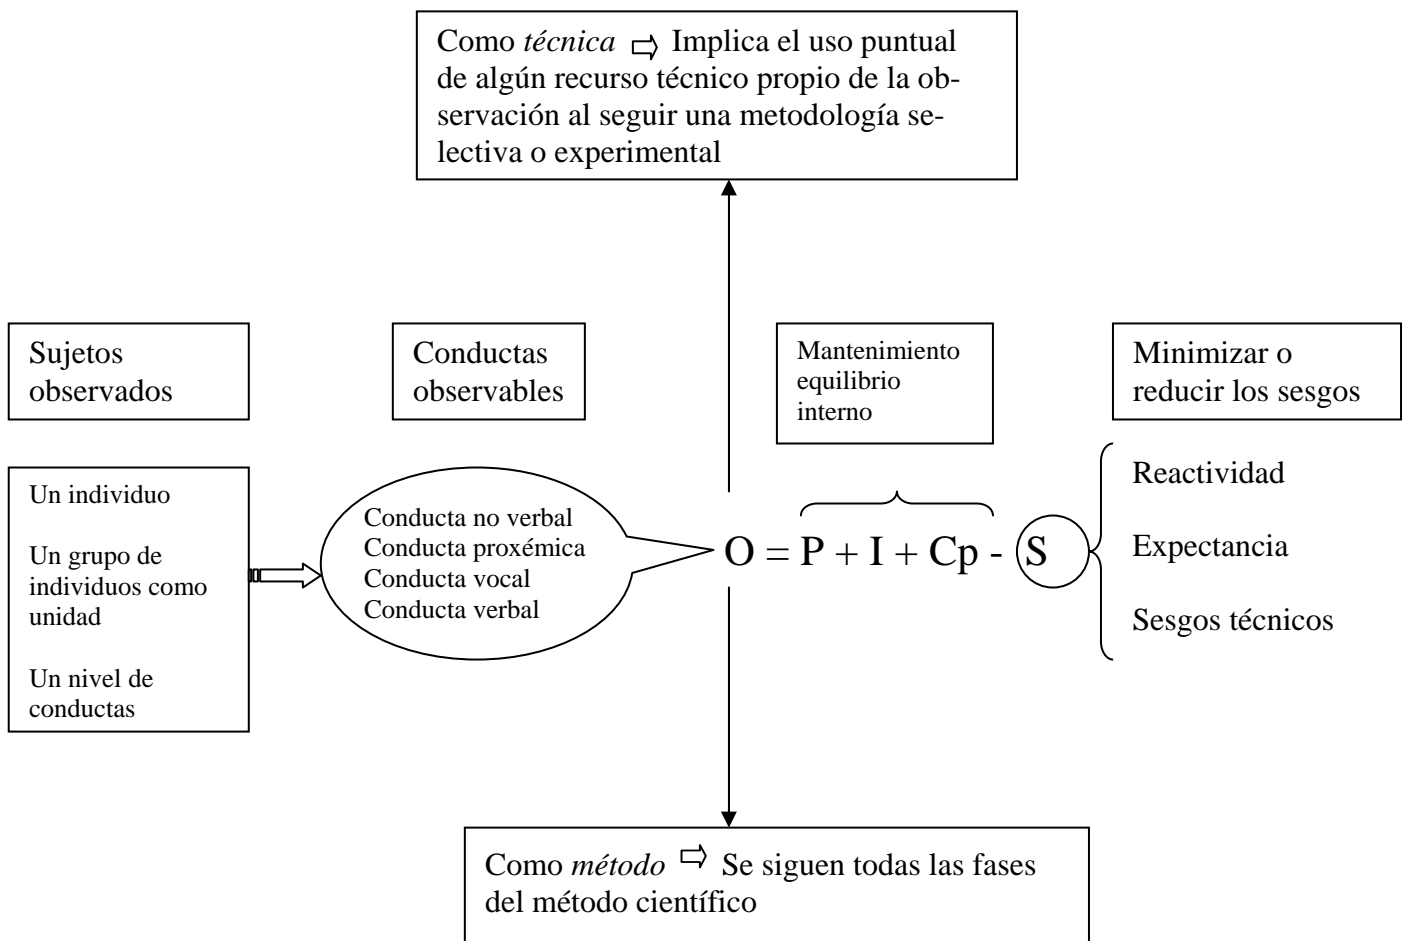 Como técnica ⇨ Implica el uso puntual
de algún recurso técnico propio de la ob-
servación al seguir una metodología se-
lectiva o experimental
Sujetos
observados
Conductas
observables
Mantenimiento
equilibrio
interno
Minimizar o
reducir los sesgos
Un individuo
Un grupo de
individuos como
unidad
Un nivel de
conductas
Conducta no verbal
Conducta proxémica
Conducta vocal
Conducta verbal
O = P + I + Cp - S
Reactividad
Expectancia
Sesgos técnicos
Como método ⇨ Se siguen todas las fases
del método científico